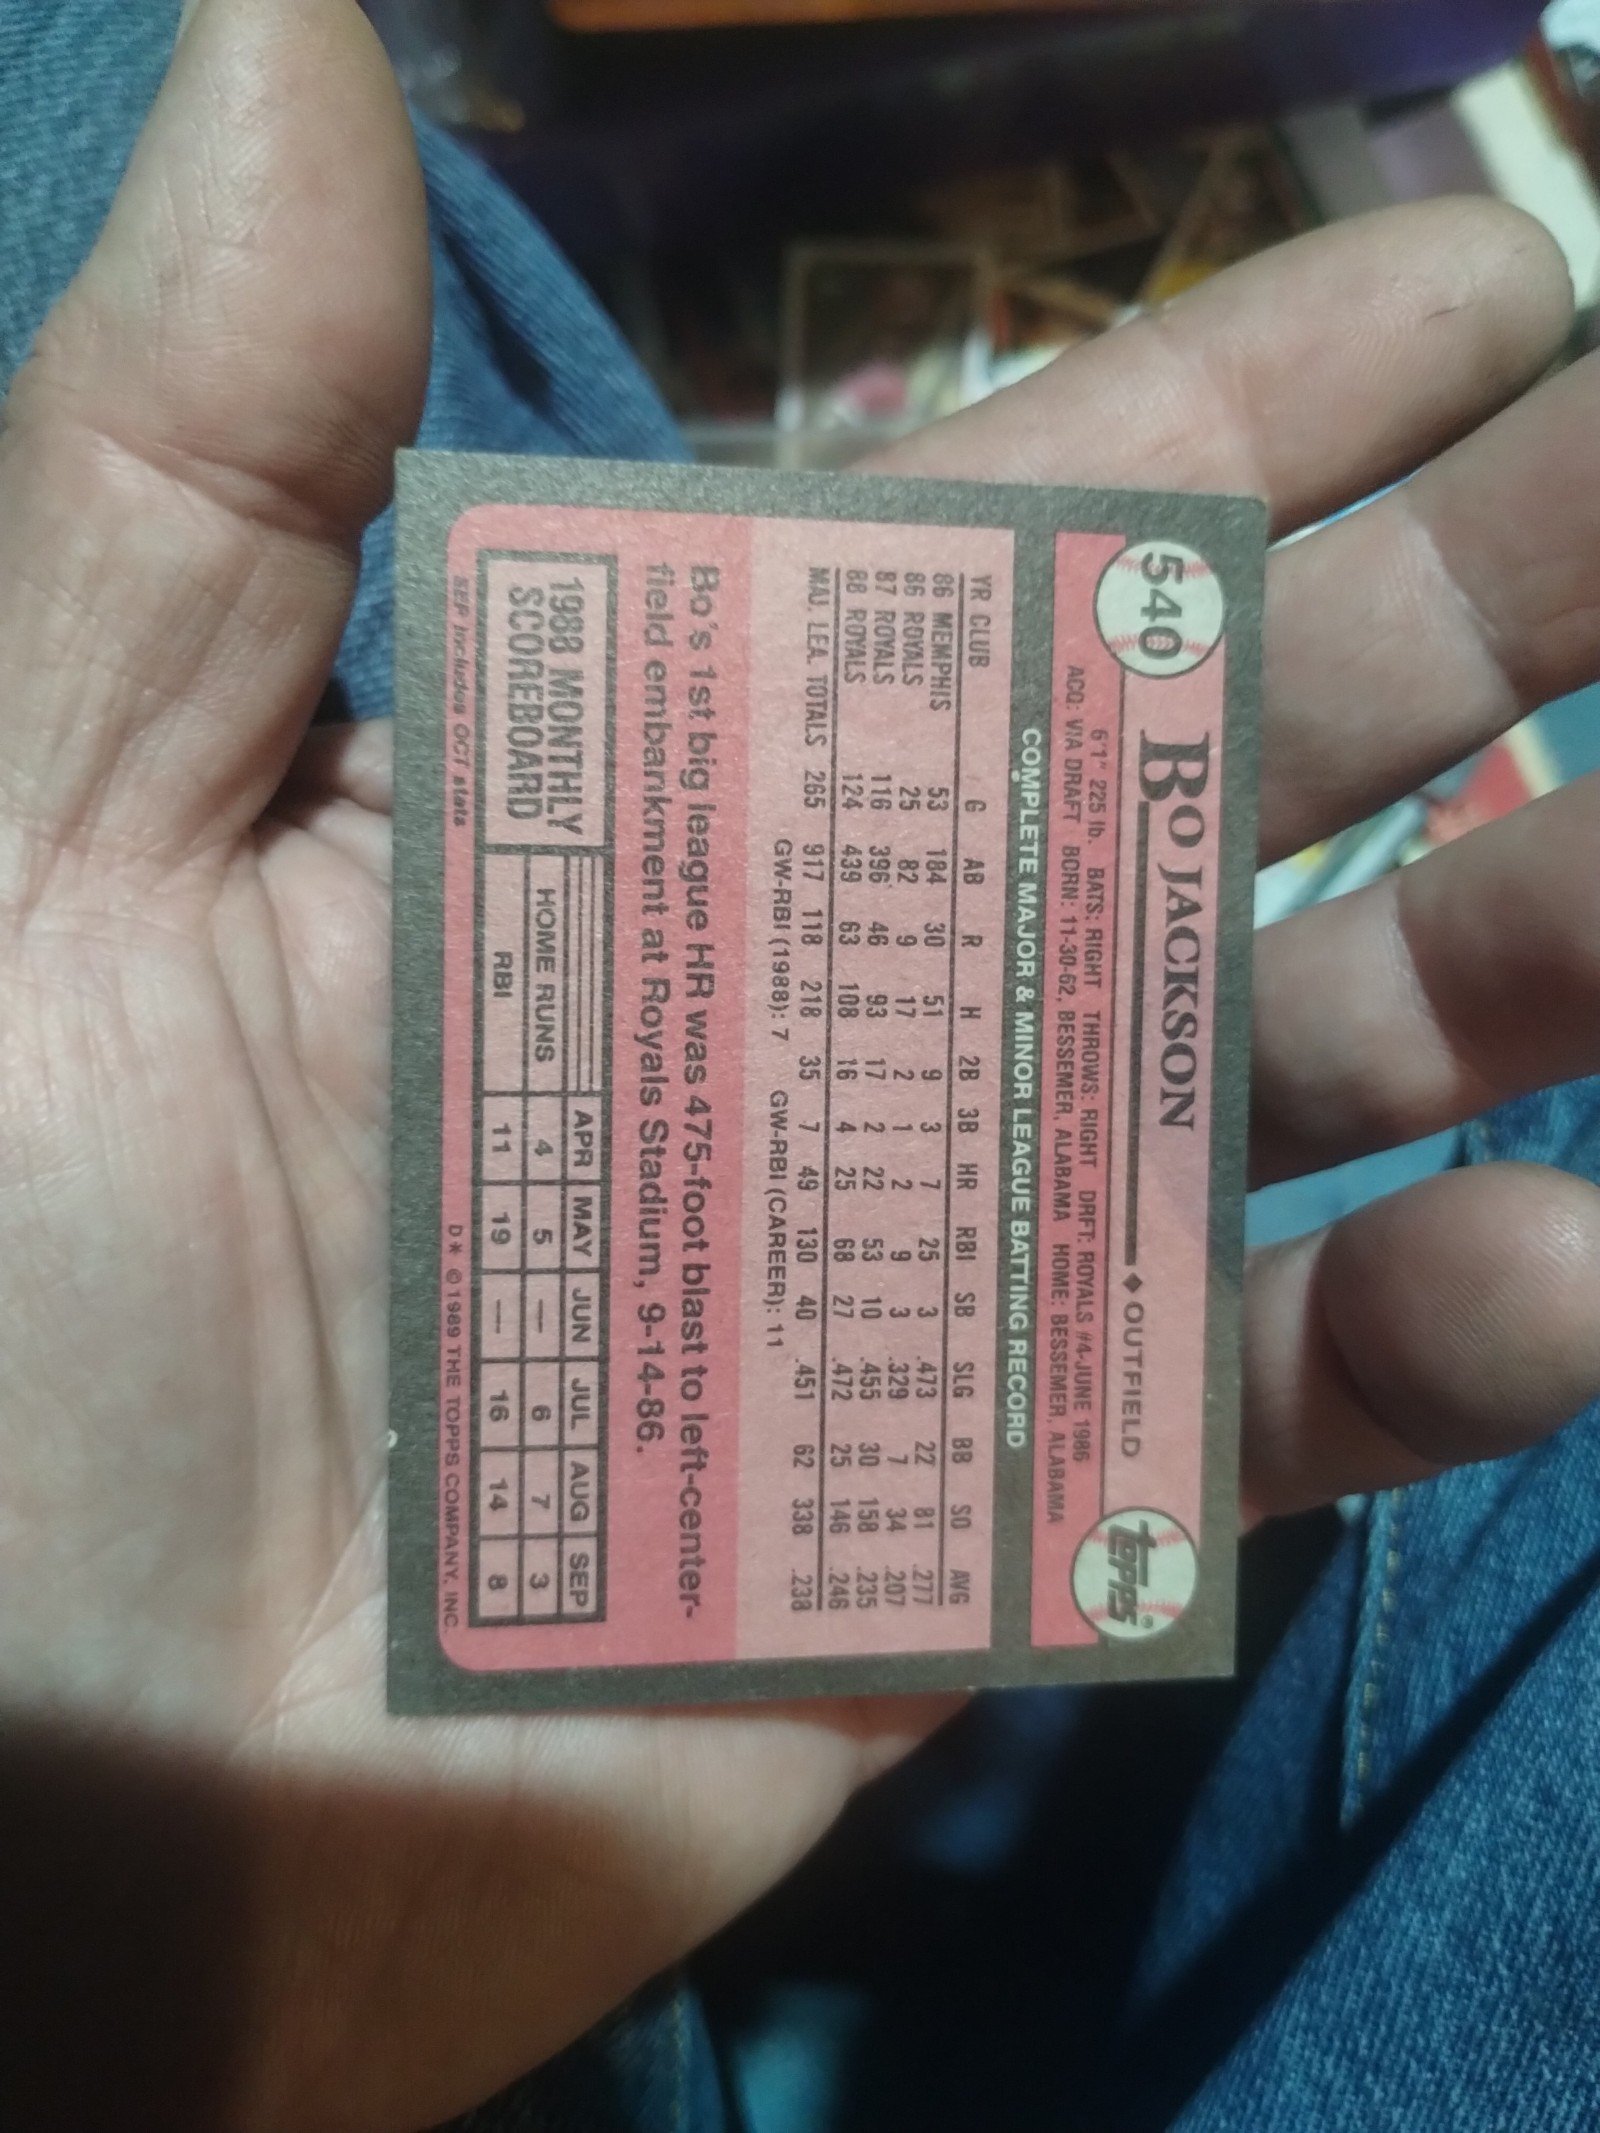 540
BO JACKSON
◆ OUTFIELD
topps®
6'1" 225 lb. BATS: RIGHT THROWS: RIGHT DRFT: ROYALS #4-JUNE 1986
ACQ: VIA DRAFT BORN: 11-30-62, BESSEMER, ALABAMA HOME: BESSEMER, ALABAMA
COMPLETE MAJOR & MINOR LEAGUE BATTING RECORD
YR CLUB G AB R H 2B 3B HR RBI SB SLG BB SO AVG
86 MEMPHIS 53 184 30 51 9 3 7 25 3 .473 22 81 .277
86 ROYALS 25 82 9 17 2 1 2 9 3 .329 7 34 .207
87 ROYALS 116 396 46 93 17 2 22 53 10 .455 30 158 .235
88 ROYALS 124 439 63 108 16 4 25 68 27 .472 25 146 .246
MAJ. LEA. TOTALS 265 917 118 218 35 7 49 130 40 .451 62 338 .238
GW-RBI (1988): 7 GW-RBI (CAREER): 11
Bo's 1st big league HR was 475-foot blast to left-center-
field embankment at Royals Stadium, 9-14-86.
1988 MONTHLY
SCOREBOARD
APR MAY JUN JUL AUG SEP
HOME RUNS 4 5 — 6 7 3
RBI 11 19 — 16 14 8
SEP includes OCT stats
D* © 1989 THE TOPPS COMPANY, INC.